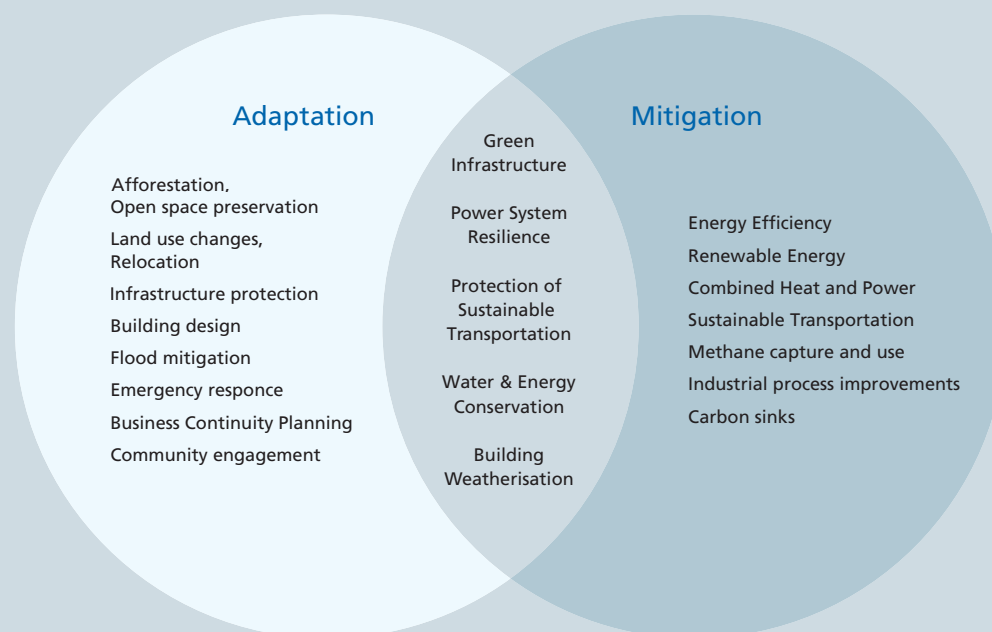 Adaptation
Afforestation,
Open space preservation
Land use changes,
Relocation
Infrastructure protection
Building design
Flood mitigation
Emergency responce
Business Continuity Planning
Community engagement
Green
Infrastructure
Power System
Resilience
Protection of
Sustainable
Transportation
Water & Energy
Conservation
Building
Weatherisation
Mitigation
Energy Efficiency
Renewable Energy
Combined Heat and Power
Sustainable Transportation
Methane capture and use
Industrial process improvements
Carbon sinks